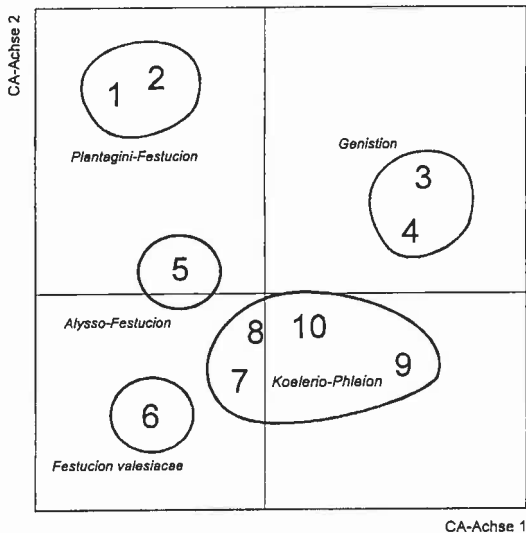 CA-Achse 2
1 2
Plantagini-Festucion
Genistion
3
4
5
Alysso-Festucion
8 10
7 Koelerio-Phleion 9
6
Festucion valesiacae
CA-Achse 1